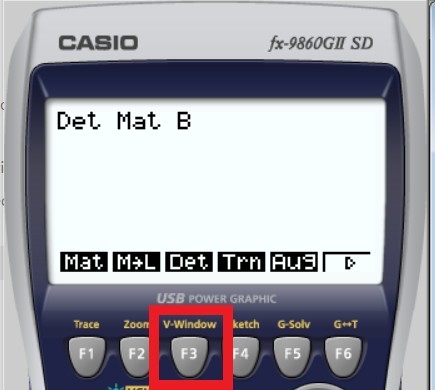 CASIO fx-9860GII SD
Det Mat B
Mat M→L Det Trn Aug ▷
USB POWER GRAPHIC
Trace Zoom V-Window ketch G-Solv G↔T
F1 F2 F3 F4 F5 F6